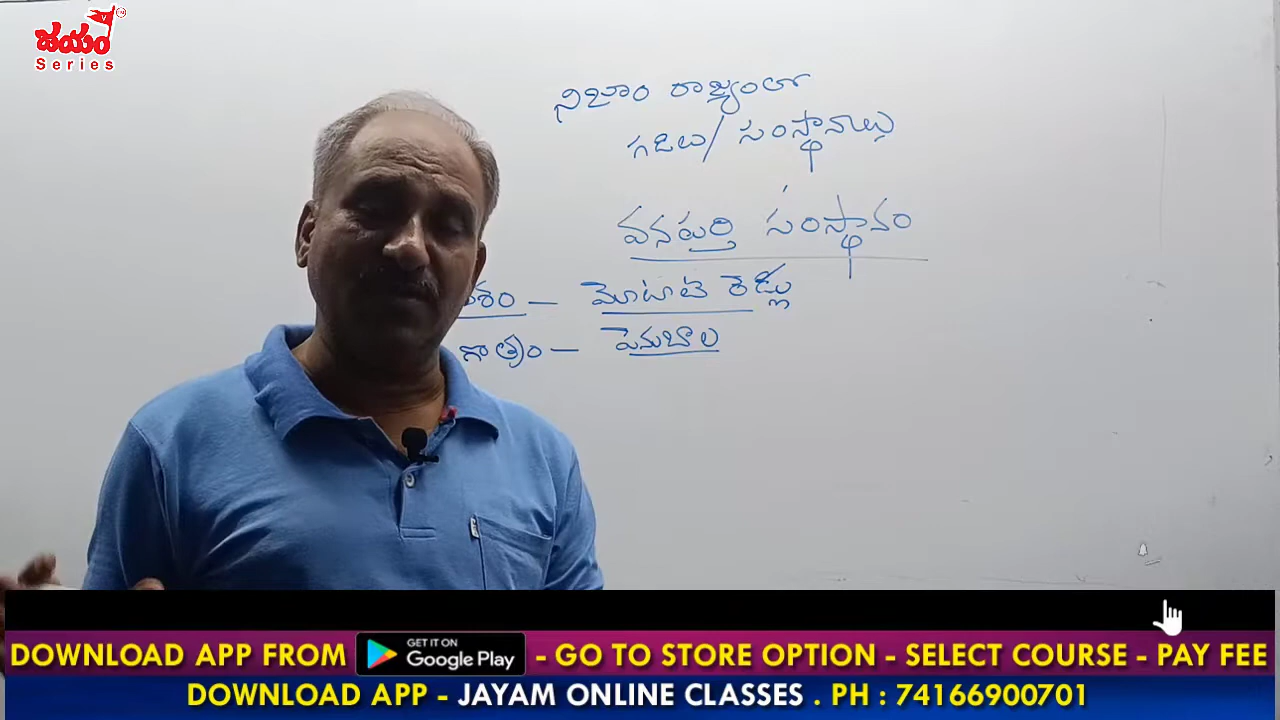 జయం
Series
నిజాం రాజ్యంలో
గడిలు/ సంస్థానాలు
వనపర్తి సంస్థానం
శం - మోటాటి రెడ్లు
గోత్రం - పెనుబాల
DOWNLOAD APP FROM GET IT ON Google Play - GO TO STORE OPTION - SELECT COURSE - PAY FEE
DOWNLOAD APP - JAYAM ONLINE CLASSES . PH : 74166900701